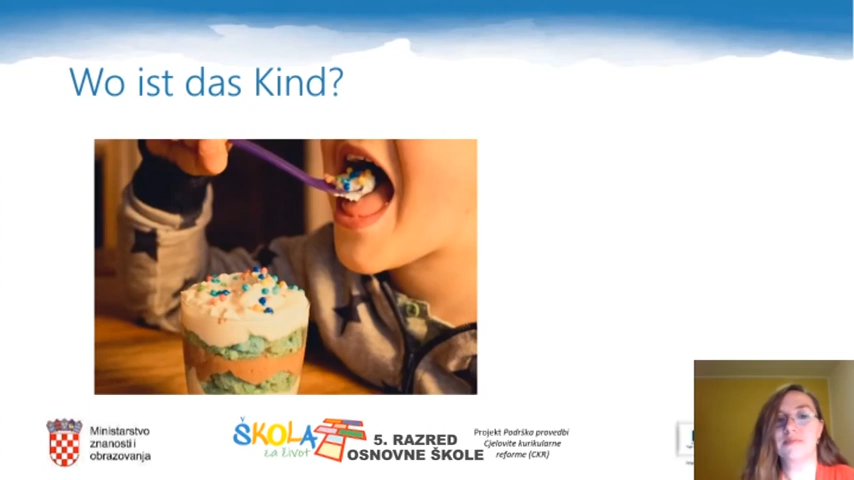 Wo ist das Kind?
Ministarstvo
znanosti i
obrazovanja
ŠKOLA
za život
5. RAZRED
OSNOVNE ŠKOLE
Projekt Podrška provedbi
Cjelovite kurikularne
reforme (CKR)